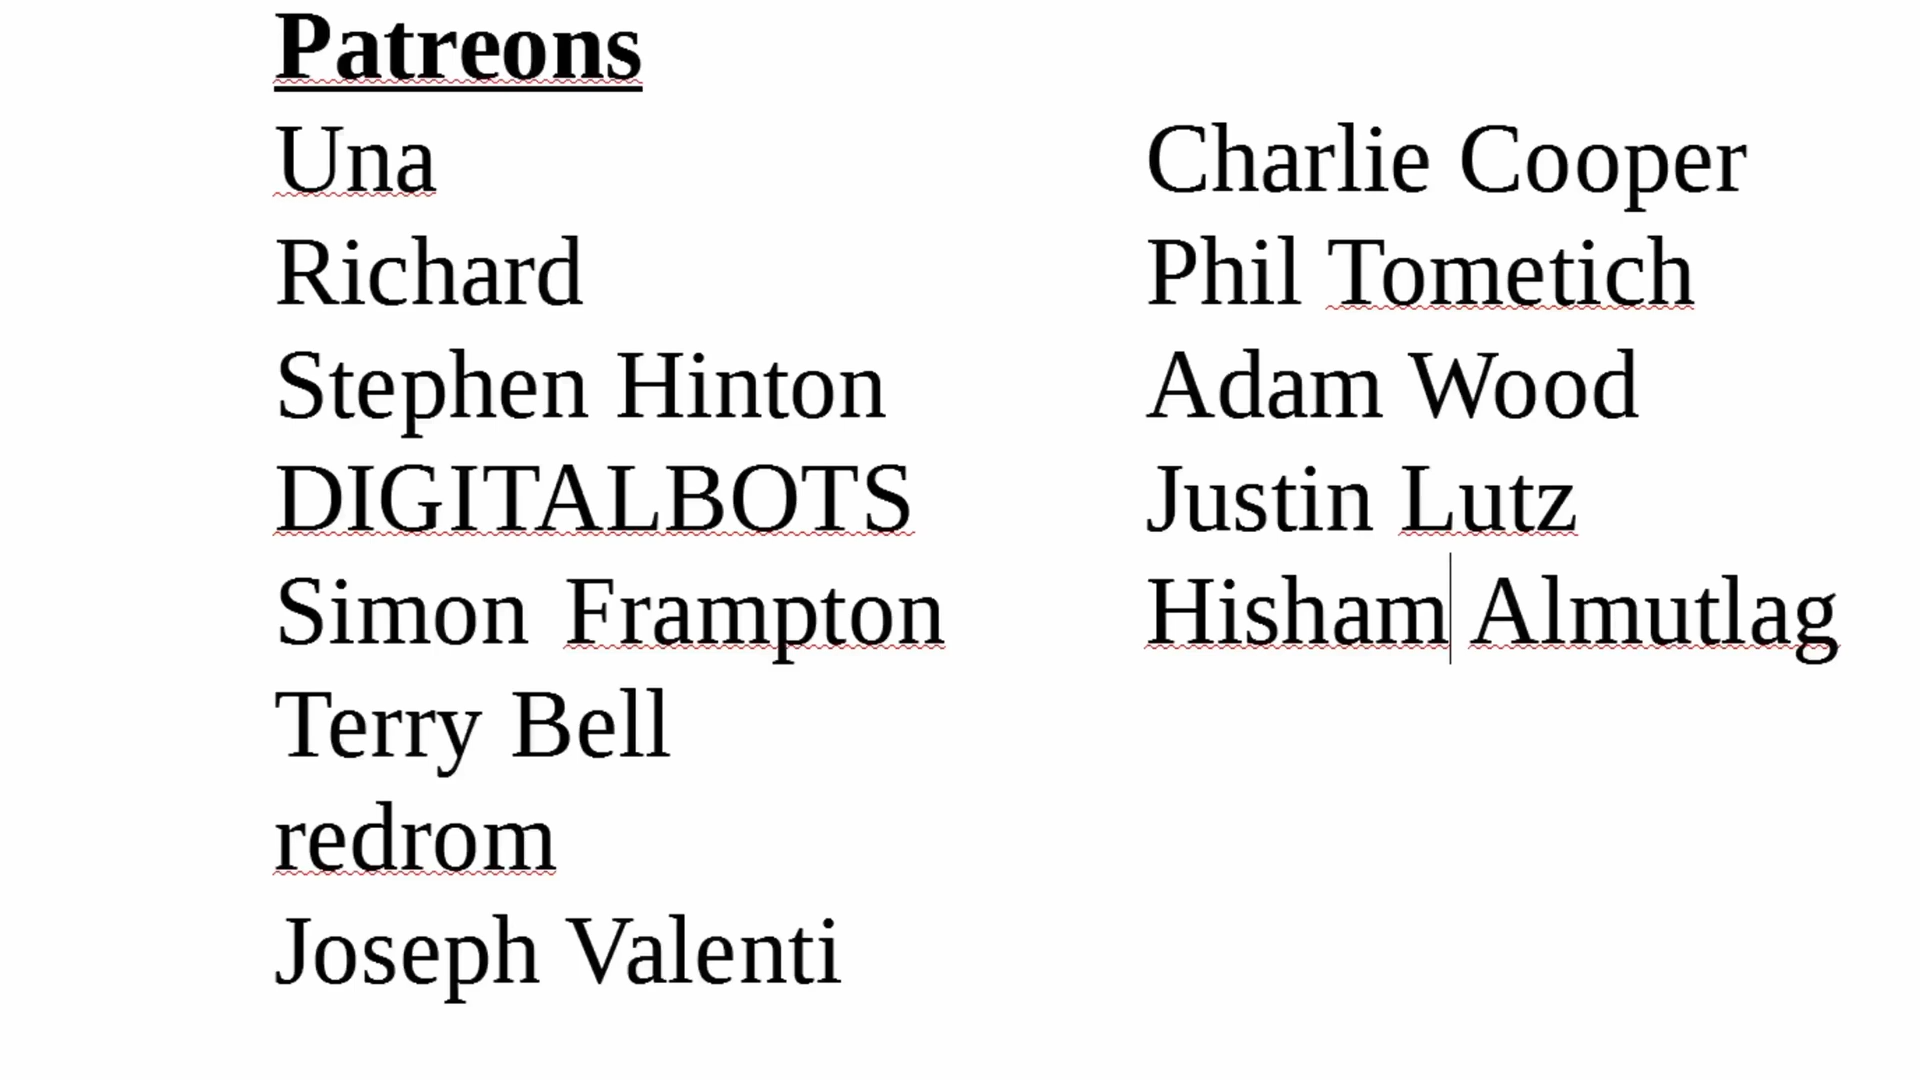 Patreons
Una
Richard
Stephen Hinton
DIGITALBOTS
Simon Frampton
Terry Bell
redrom
Joseph Valenti
Charlie Cooper
Phil Tometich
Adam Wood
Justin Lutz
Hisham Almutlag